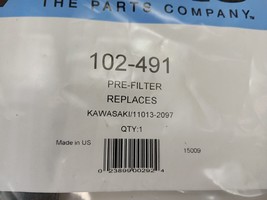 THE PARTS COMPANY
102-491
PRE-FILTER
REPLACES
KAWASAKI/11013-2097
QTY:1
Made in US
15009
0 23899 00292 4